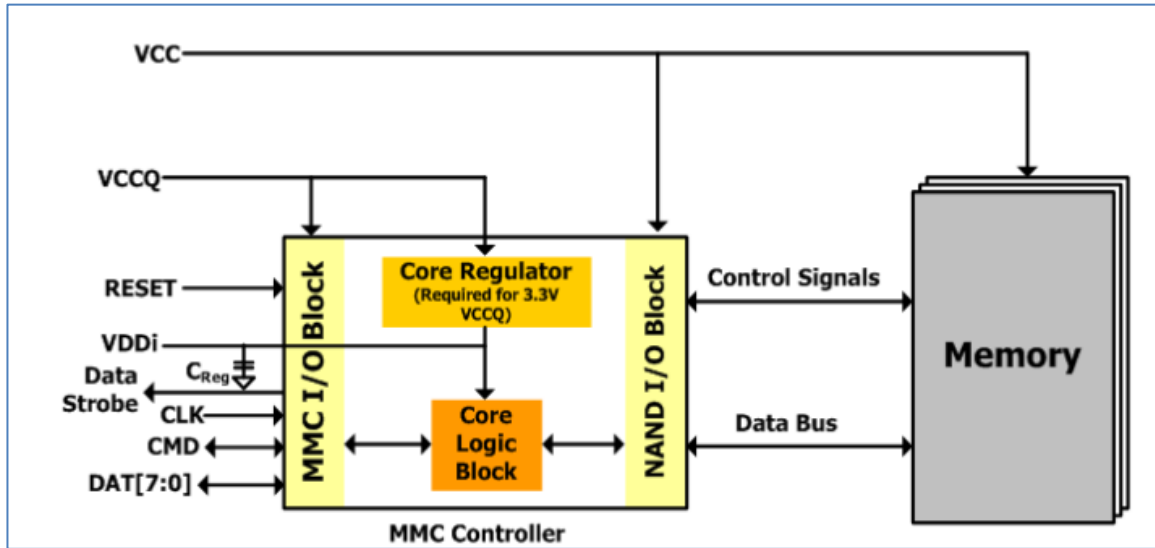 VCC
VCCQ
RESET
VDDi
CReg
Data
Strobe
CLK
CMD
DAT[7:0]
MMC I/O Block
Core Regulator
(Required for 3.3V
VCCQ)
Core
Logic
Block
NAND I/O Block
Control Signals
Data Bus
Memory
MMC Controller